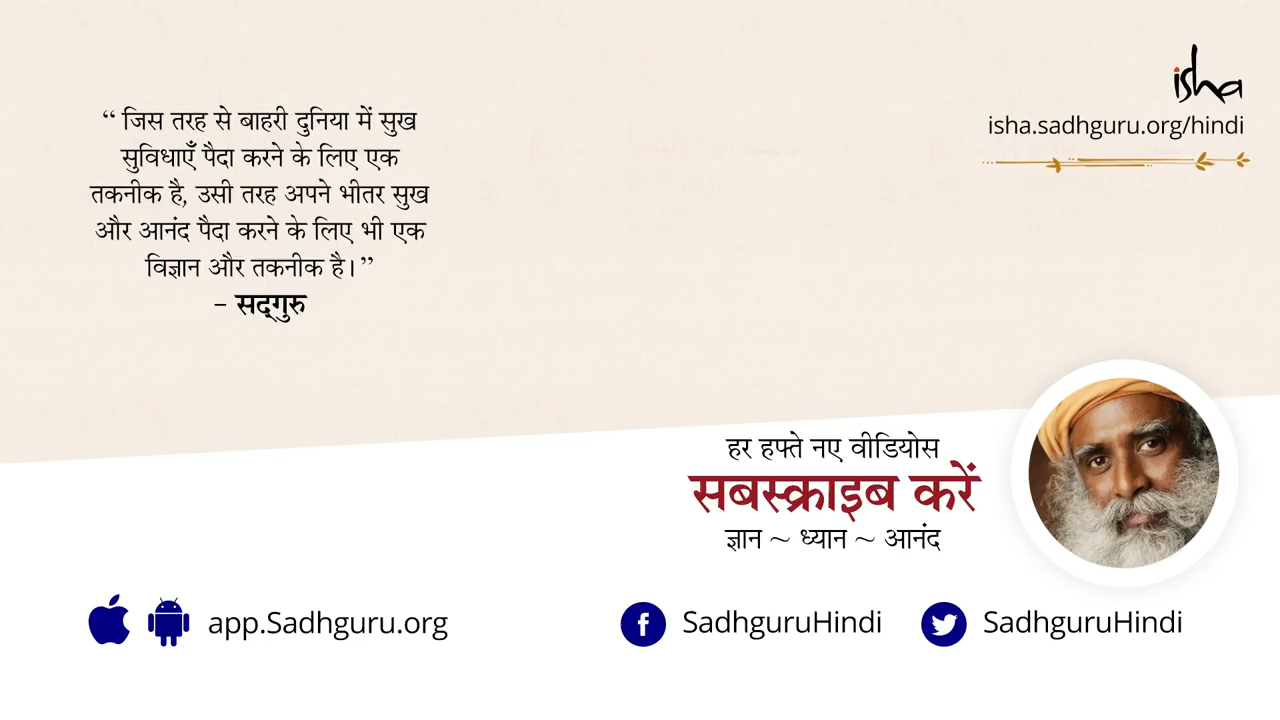 “ जिस तरह से बाहरी दुनिया में सुख
सुविधाएँ पैदा करने के लिए एक
तकनीक है, उसी तरह अपने भीतर सुख
और आनंद पैदा करने के लिए भी एक
विज्ञान और तकनीक है।”
- सद्‌गुरु
isha
isha.sadhguru.org/hindi
हर हफ्ते नए वीडियोस
सबस्क्राइब करें
ज्ञान ~ ध्यान ~ आनंद
app.Sadhguru.org
SadhguruHindi
SadhguruHindi